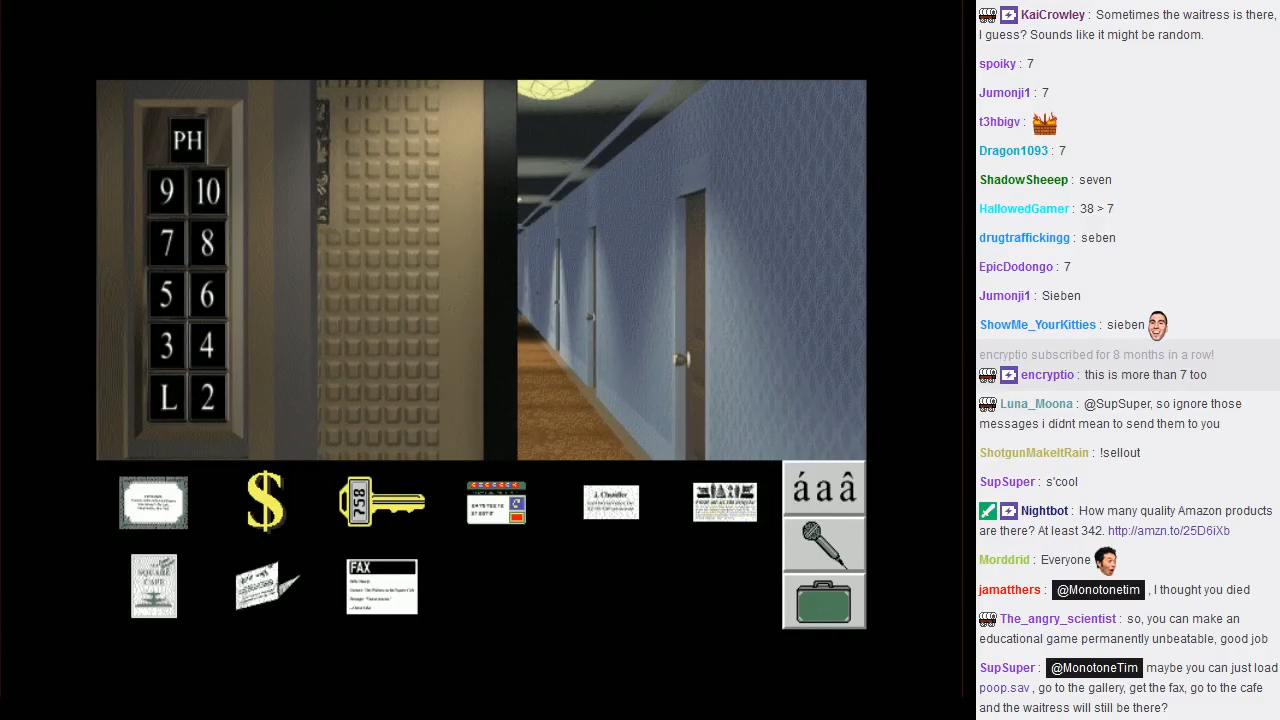 PH
9 10
7 8
5 6
3 4
L 2
758
J. Chandler
SQUARE
CAFE
FAX
á a â
KaiCrowley : Sometimes the waitress is there,
I guess? Sounds like it might be random.
spoiky : 7
Jumonji1 : 7
t3hbigv :
Dragon1093 : 7
ShadowSheeep : seven
HallowedGamer : 38 > 7
drugtraffickingg : seben
EpicDodongo : 7
Jumonji1 : Sieben
ShowMe_YourKitties : sieben
encryptio subscribed for 8 months in a row!
encryptio : this is more than 7 too
Luna_Moona : @SupSuper, so ignore those
messages i didnt mean to send them to you
ShotgunMakeItRain : !sellout
SupSuper : s'cool
Nightbot : How many John Arneson products
are there? At least 342. http://amzn.to/25D6iXb
Morddrid : Everyone
jamatthers : @Monotonetim , I thought you were
The_angry_scientist : so, you can make an
educational game permanently unbeatable, good job
SupSuper : @MonotoneTim maybe you can just load
poop.sav , go to the gallery, get the fax, go to the cafe
and the waitress will still be there?